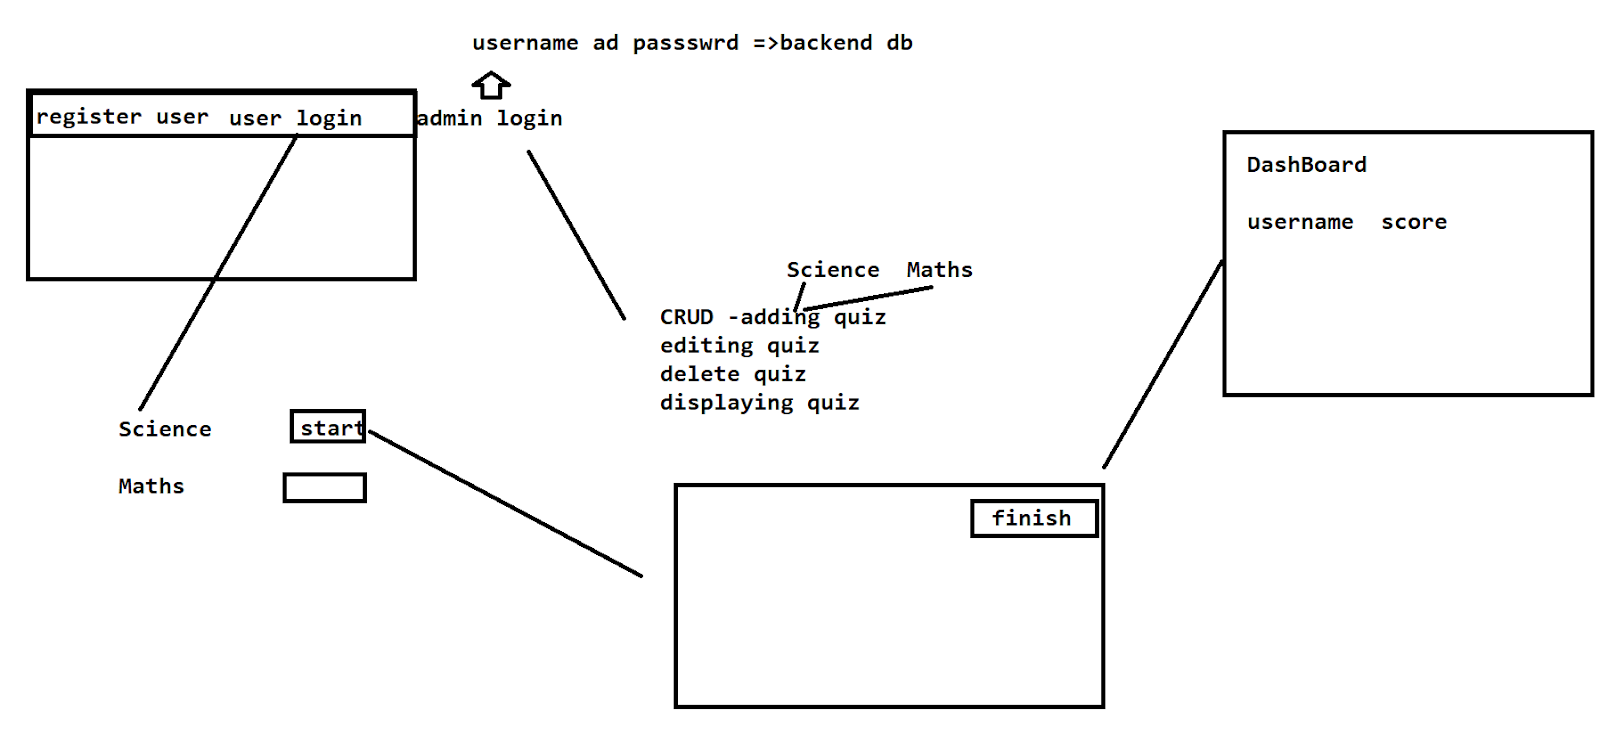 username ad passswrd =>backend db
register user user login admin login
DashBoard
username score
Science Maths
CRUD -adding quiz
editing quiz
delete quiz
displaying quiz
Science start
Maths
finish